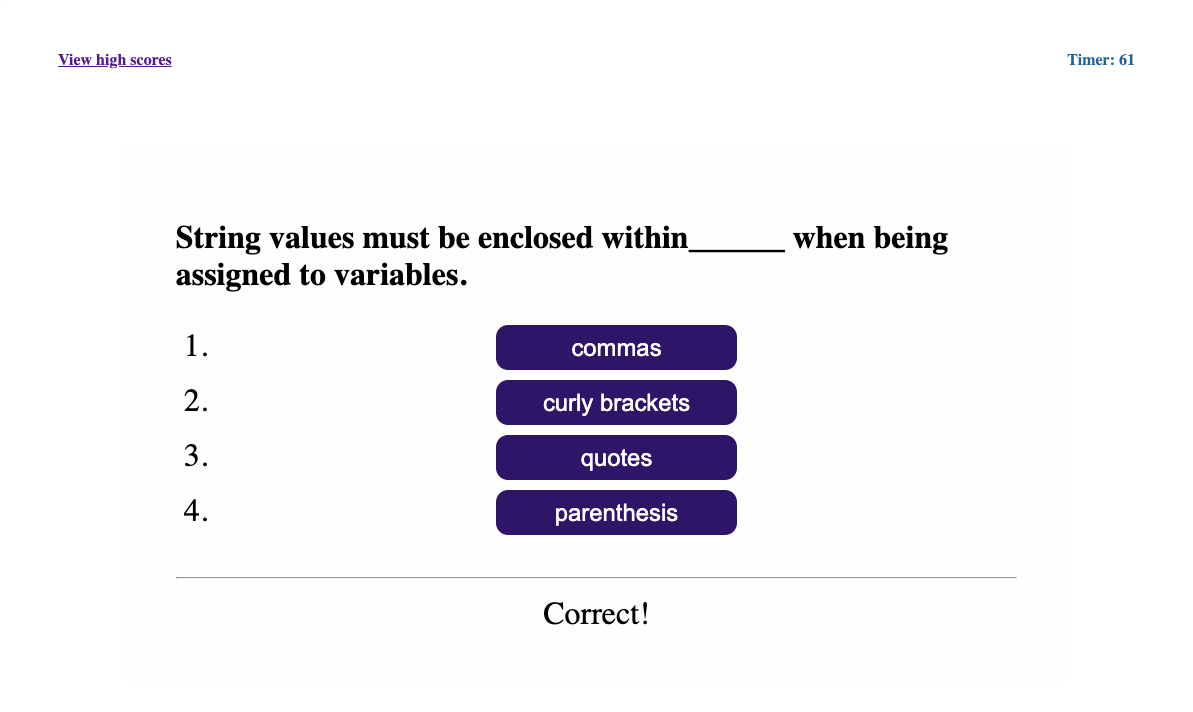 View high scores
Timer: 61
String values must be enclosed within______ when being
assigned to variables.
1. commas
2. curly brackets
3. quotes
4. parenthesis
Correct!